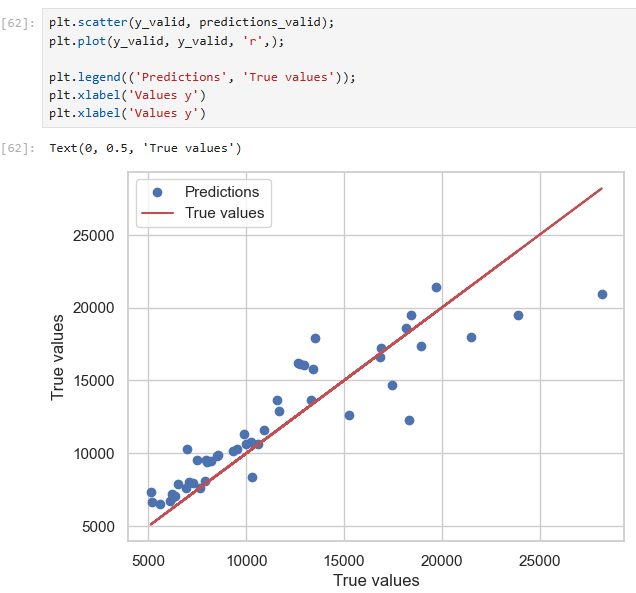 [62]: plt.scatter(y_valid, predictions_valid);
plt.plot(y_valid, y_valid, 'r',);
plt.legend(('Predictions', 'True values'));
plt.xlabel('Values y')
plt.xlabel('Values y')
[62]: Text(0, 0.5, 'True values')
Predictions
True values
25000
20000
15000
10000
5000
True values
5000 10000 15000 20000 25000
True values